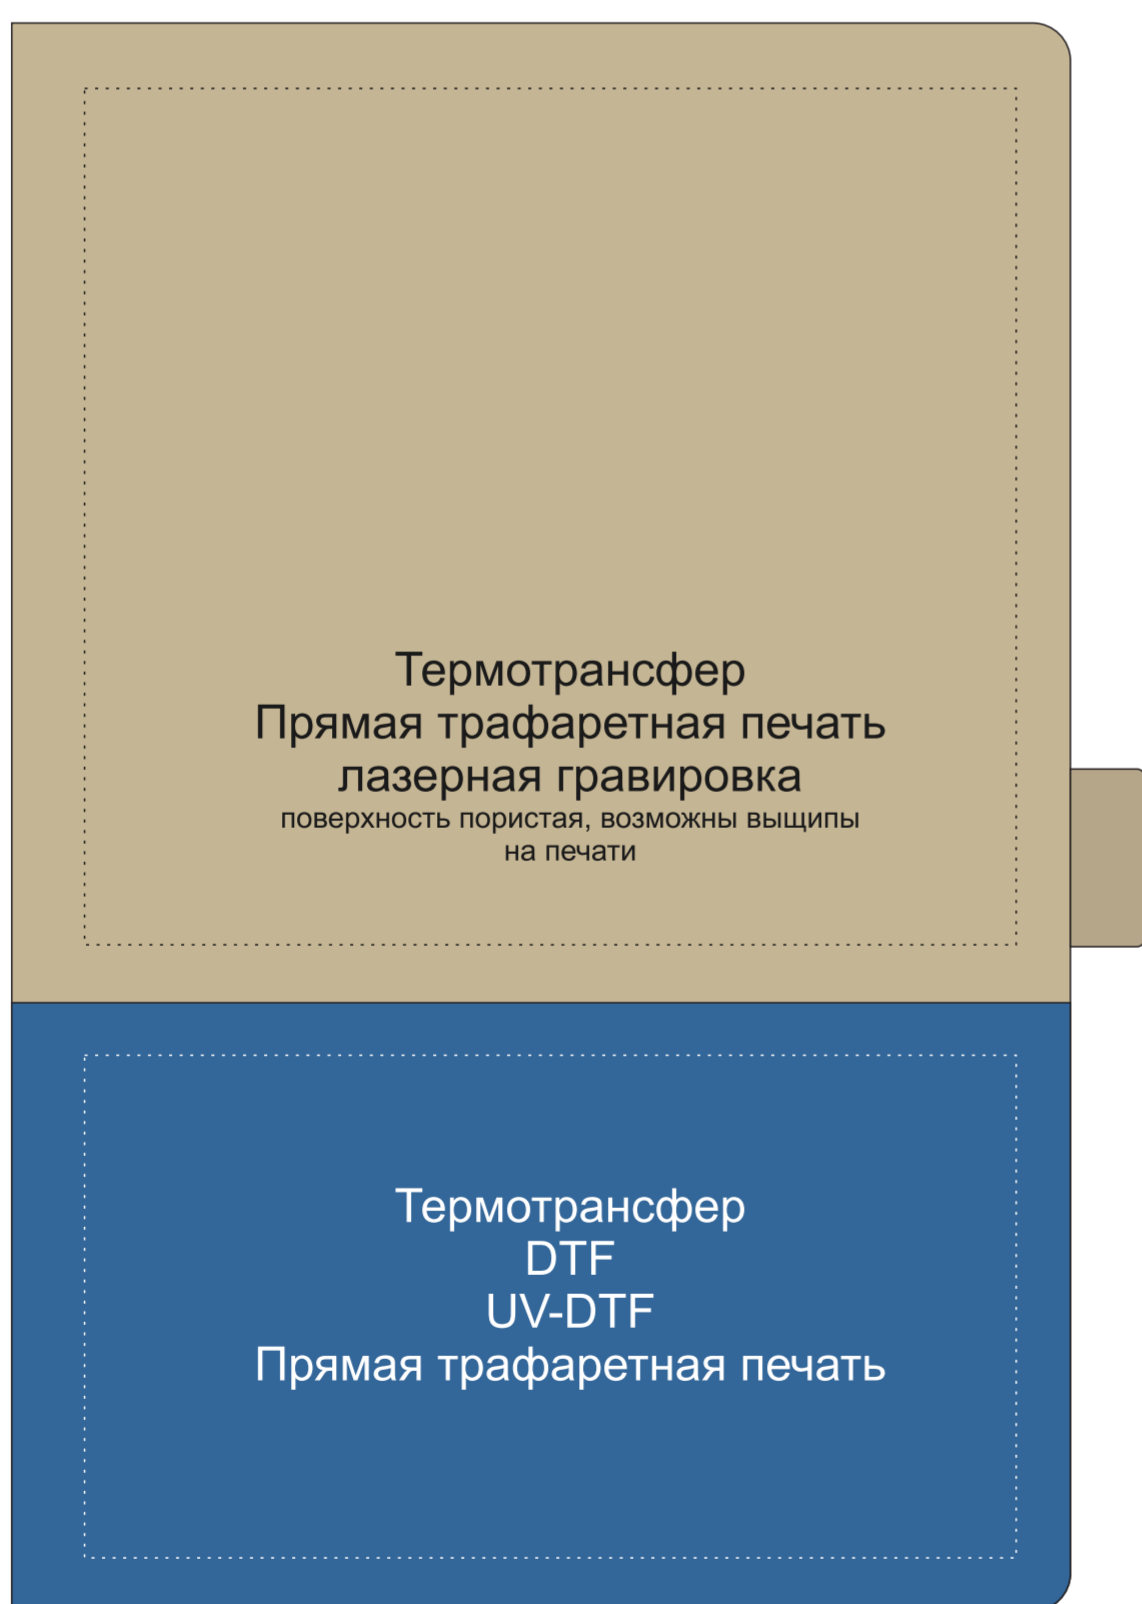 Термотрансфер
Прямая трафаретная печать
лазерная гравировка
поверхность пористая, возможны выщипы
на печати
Термотрансфер
DTF
UV-DTF
Прямая трафаретная печать